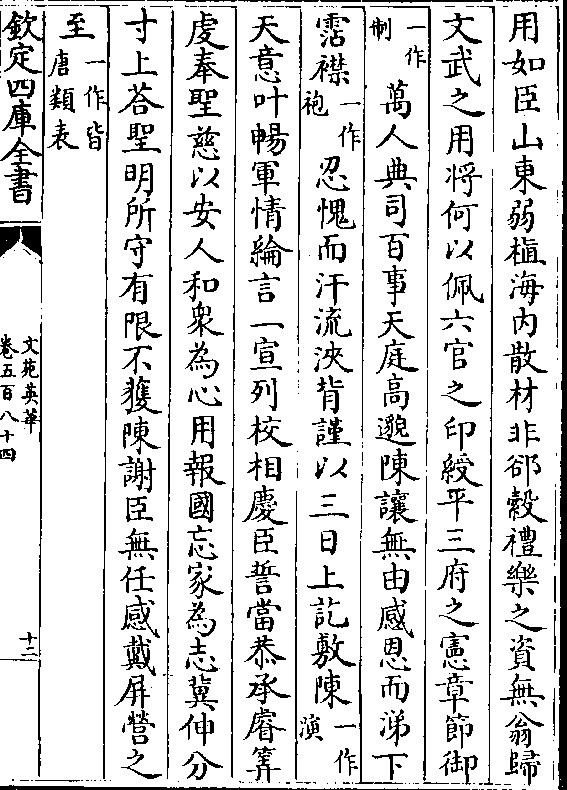 用如臣山東弱植海内散材非郤縠禮樂之資無翁歸
文武之用將何以佩六官之印綬平三府之憲章節御
一作制萬人典司百事天庭高邈陳讓無由感恩而涕下
霑襟一作袍忍愧而汗流浹背謹以三日上訖敷陳一作演
天意叶暢軍情綸言一宣列校相慶臣誓當恭承睿筭
虔奉聖慈以安人和衆為心用報國忘家為志冀伸分
寸上荅聖明所守有限不獲陳謝臣無任感戴屏營之
至一作皆唐類表
欽定四庫全書
文苑英華
卷五百八十四
十二